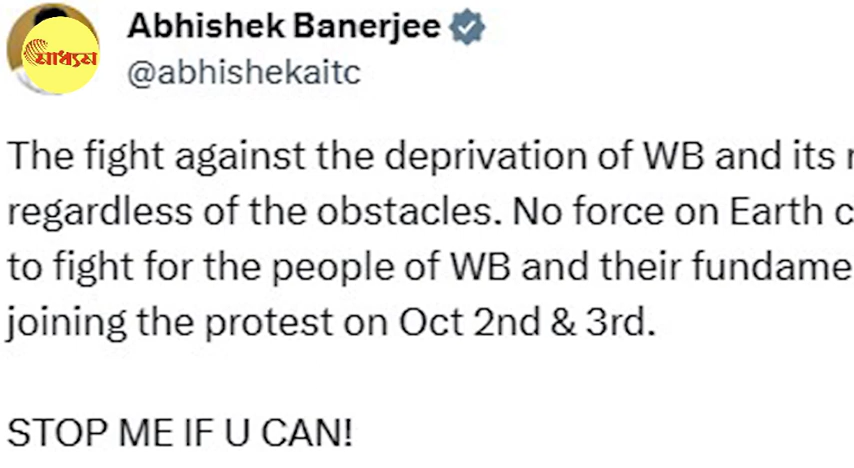 Abhishek Banerjee
মাধ্যম
@abhishekaitc
The fight against the deprivation of WB and its r
regardless of the obstacles. No force on Earth c
to fight for the people of WB and their fundame
joining the protest on Oct 2nd & 3rd.
STOP ME IF U CAN!